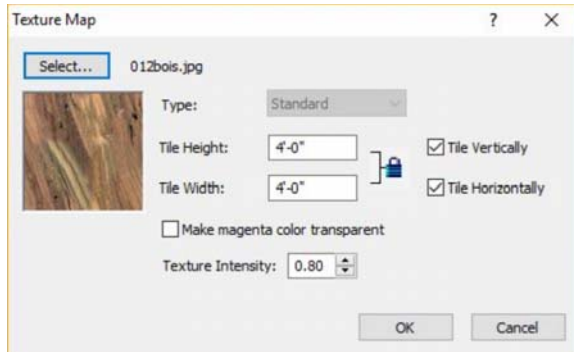 Texture Map ?
Select... 012bois.jpg
Type: Standard
Tile Height: 4'-0" Tile Vertically
Tile Width: 4'-0" Tile Horizontally
Make magenta color transparent
Texture Intensity: 0.80
OK Cancel